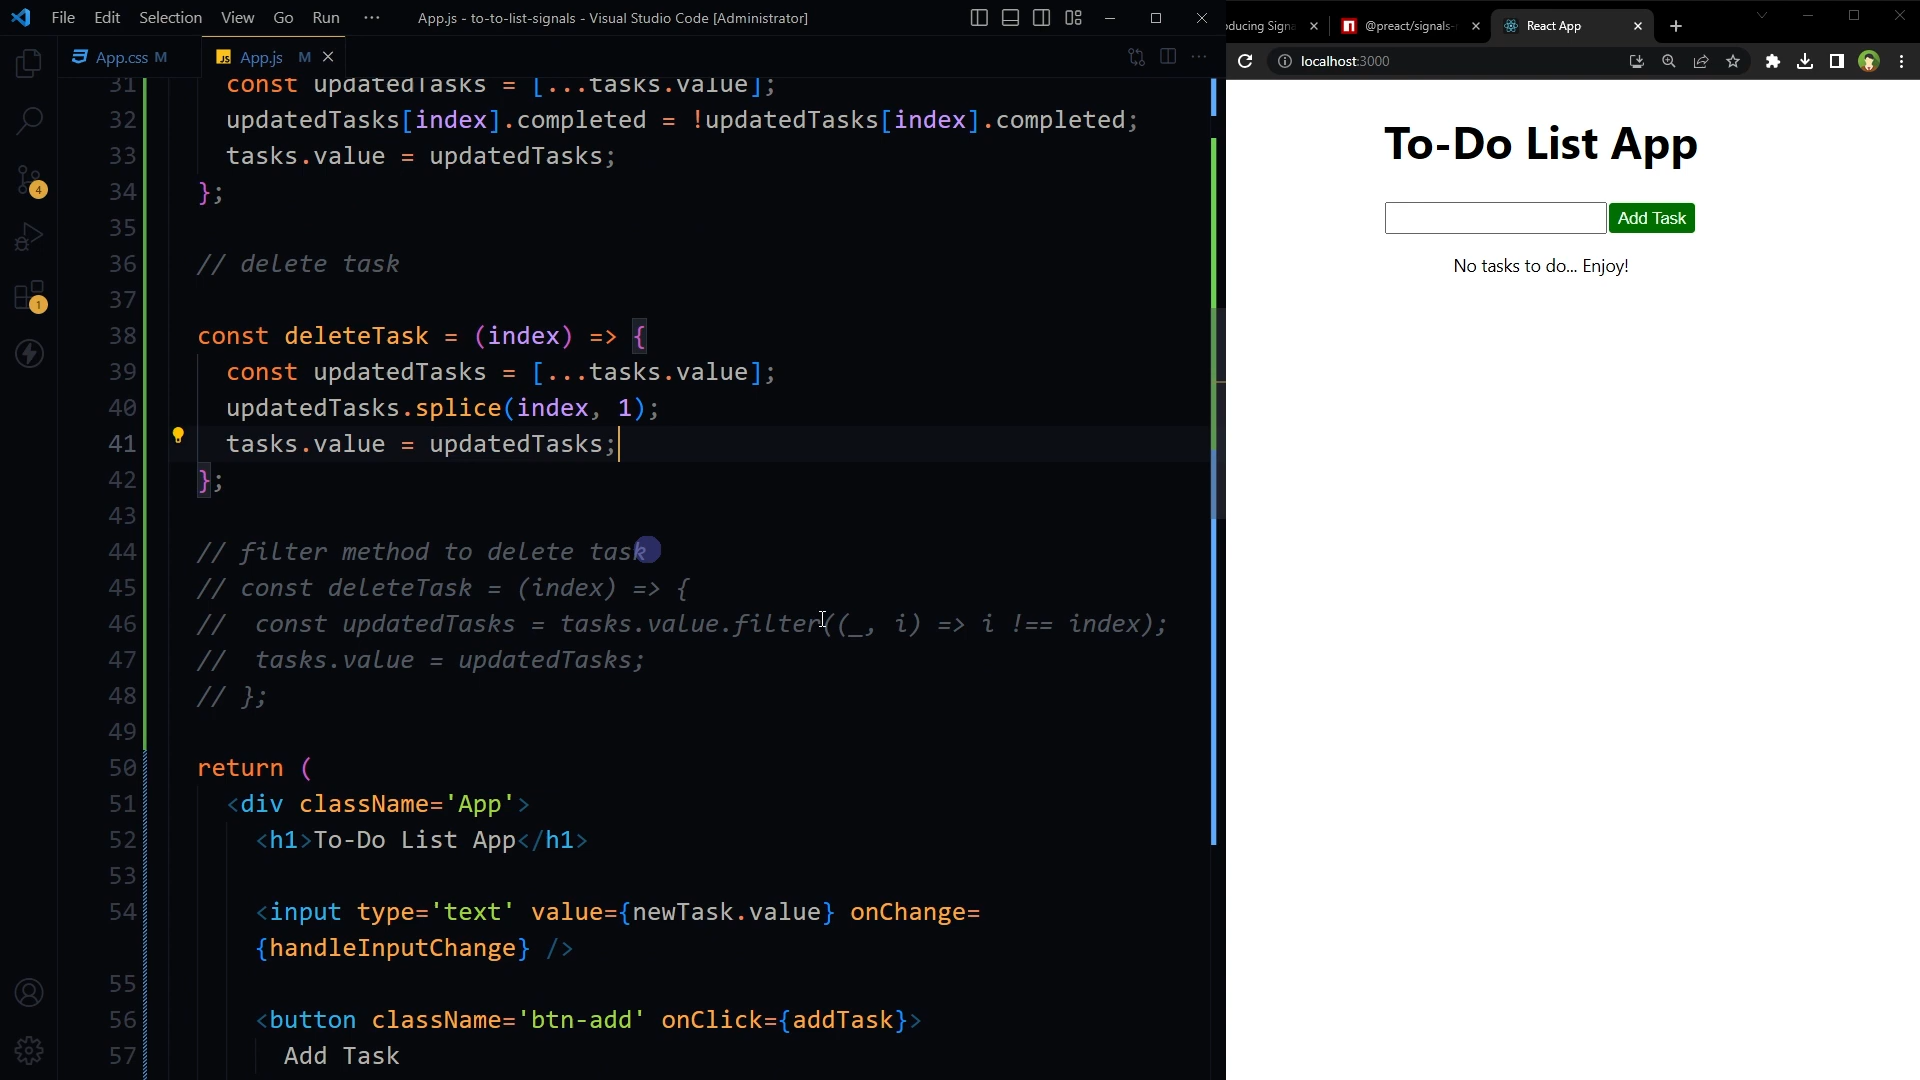 File Edit Selection View Go Run ··· App.js - to-to-list-signals - Visual Studio Code [Administrator]
App.css M App.js M
31 const updatedTasks = [...tasks.value];
32 updatedTasks[index].completed = !updatedTasks[index].completed;
33 tasks.value = updatedTasks;
34 };
35
36 // delete task
37
38 const deleteTask = (index) => {
39 const updatedTasks = [...tasks.value];
40 updatedTasks.splice(index, 1);
41 tasks.value = updatedTasks;
42 };
43
44 // filter method to delete task
45 // const deleteTask = (index) => {
46 // const updatedTasks = tasks.value.filter((_, i) => i !== index);
47 // tasks.value = updatedTasks;
48 // };
49
50 return (
51 <div className='App'>
52 <h1>To-Do List App</h1>
53
54 <input type='text' value={newTask.value} onChange=
{handleInputChange} />
55
56 <button className='btn-add' onClick={addTask}>
57 Add Task
4
1
ducing Signa @preact/signals- React App
localhost:3000
To-Do List App
Add Task
No tasks to do... Enjoy!